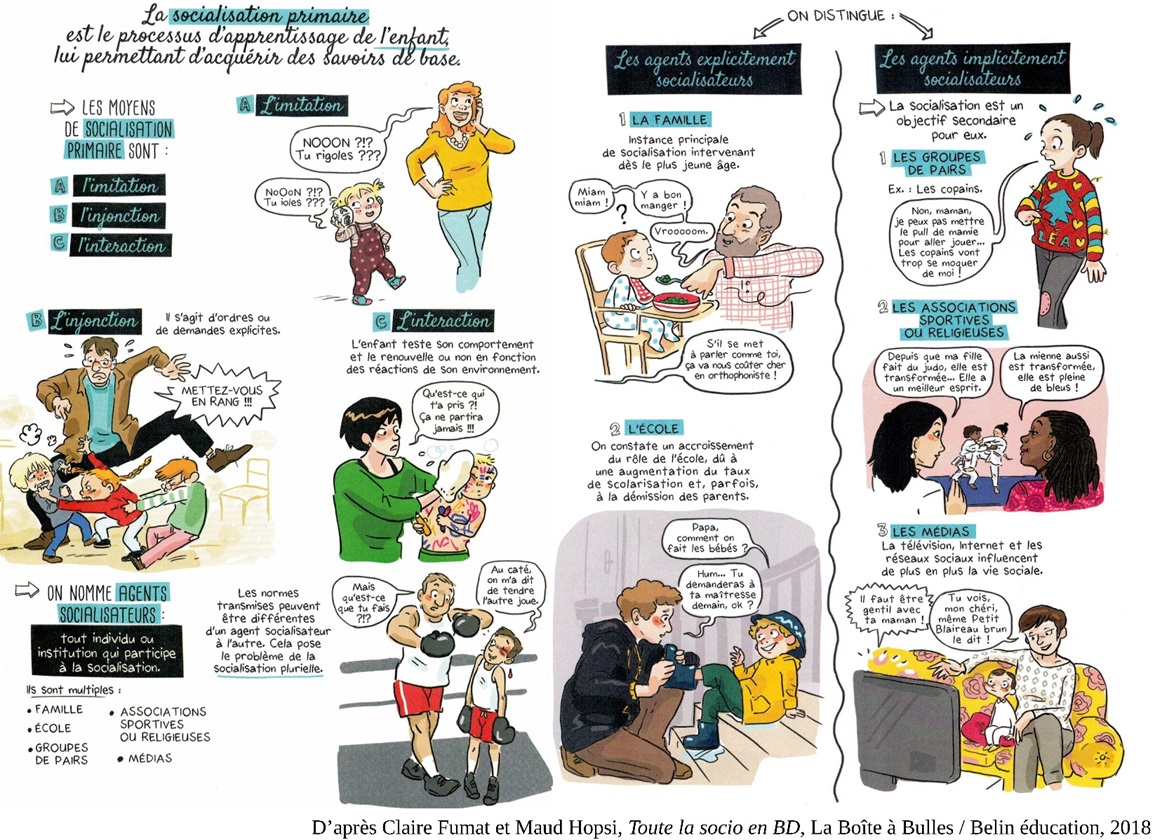 La socialisation primaire
est le processus d'apprentissage de l'enfant,
lui permettant d'acquérir des savoirs de base.
LES MOYENS
DE SOCIALISATION
PRIMAIRE SONT :
A l'imitation
B l'injonction
C l'interaction
A L'imitation
NOOON ?!?
Tu rigoles ???
NoOoN ?!?
Tu ioles ???
B L'injonction
Il s'agit d'ordres ou
de demandes explicites.
METTEZ-VOUS
EN RANG !!!
C L'interaction
L'enfant teste son comportement
et le renouvelle ou non en fonction
des réactions de son environnement.
Qu'est-ce qui
t'a pris ?!
Ça ne partira
jamais !!!
ON NOMME AGENTS
SOCIALISATEURS :
tout individu ou
institution qui participe
à la socialisation.
Ils sont multiples :
• FAMILLE
• ÉCOLE
• GROUPES
DE PAIRS
• ASSOCIATIONS
SPORTIVES
OU RELIGIEUSES
• MÉDIAS
Les normes
transmises peuvent
être différentes
d'un agent socialisateur
à l'autre. Cela pose
le problème de la
socialisation plurielle.
Mais
qu'est-ce
que tu fais
?!?
Au caté,
on m'a dit
de tendre
l'autre joue.
ON DISTINGUE :
Les agents explicitement
socialisateurs
1 LA FAMILLE
Instance principale
de socialisation intervenant
dès le plus jeune âge.
Miam
miam !
Y a bon
manger !
Vrooooom.
?
S'il se met
à parler comme toi,
ça va nous coûter cher
en orthophoniste !
2 L'ÉCOLE
On constate un accroissement
du rôle de l'école, dû à
une augmentation du taux
de scolarisation et, parfois,
à la démission des parents.
Papa,
comment on
fait les bébés ?
Hum... Tu
demanderas à
ta maîtresse
demain, ok ?
Les agents implicitement
socialisateurs
La socialisation est un
objectif secondaire
pour eux.
1 LES GROUPES
DE PAIRS
Ex. : Les copains.
Non, maman,
je peux pas mettre
le pull de mamie
pour aller jouer...
Les copains vont
trop se moquer
de moi !
LÉA
2 LES ASSOCIATIONS
SPORTIVES
OU RELIGIEUSES
Depuis que ma fille
fait du judo, elle est
transformée... Elle a
un meilleur esprit.
La mienne aussi
est transformée,
elle est pleine
de bleus !
3 LES MÉDIAS
La télévision, Internet et les
réseaux sociaux influencent
de plus en plus la vie sociale.
Il faut être
gentil avec
ta maman !
Tu vois,
mon chéri,
même Petit
Blaireau brun
le dit !
D'après Claire Fumat et Maud Hopsi, Toute la socio en BD, La Boîte à Bulles / Belin éducation, 2018